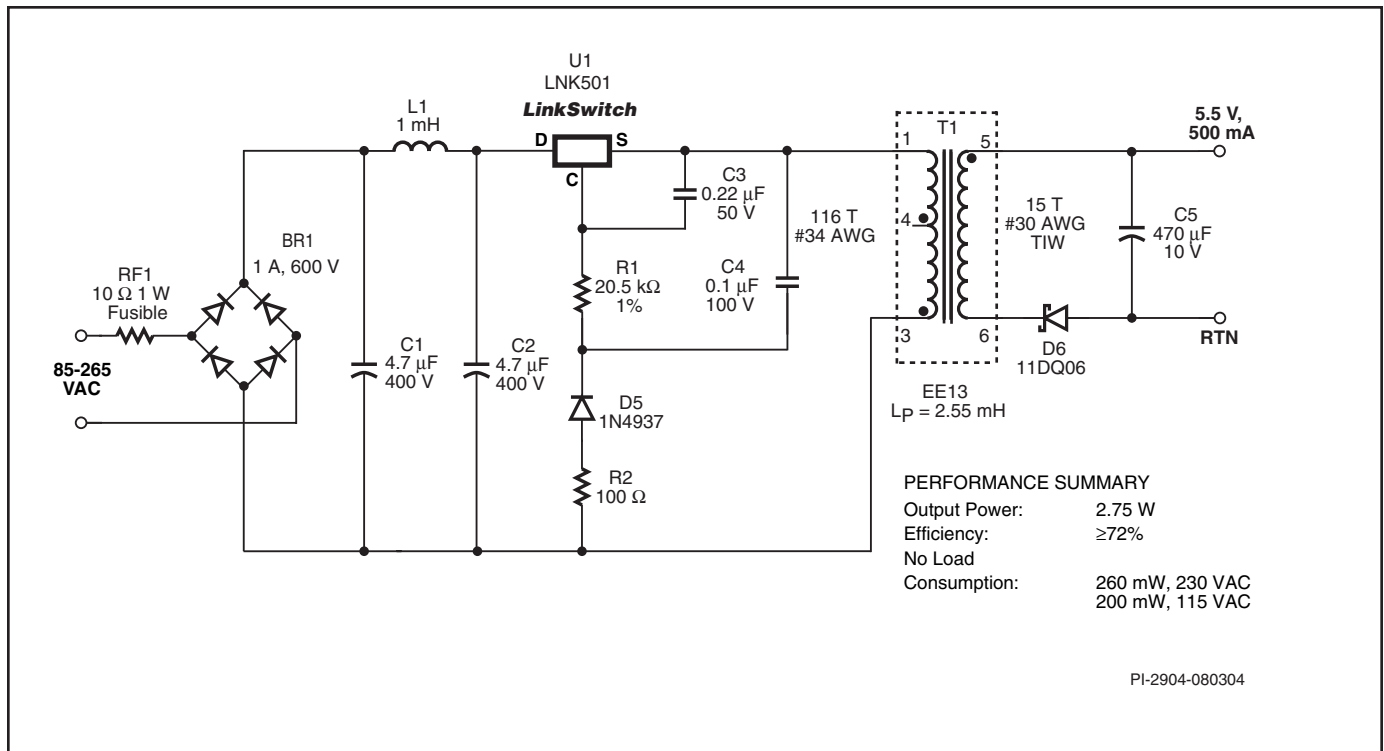 U1
LNK501
LinkSwitch
L1
1 mH
D
S
C
C3
0.22 μF
50 V
1
T1
5
5.5 V,
500 mA
116 T
#34 AWG
4
15 T
#30 AWG
TIW
C5
470 μF
10 V
BR1
1 A, 600 V
RF1
10 Ω 1 W
Fusible
R1
20.5 kΩ
1%
C4
0.1 μF
100 V
85-265
VAC
C1
4.7 μF
400 V
C2
4.7 μF
400 V
3
6
D6
11DQ06
RTN
D5
1N4937
EE13
LP = 2.55 mH
R2
100 Ω
PERFORMANCE SUMMARY
Output Power: 2.75 W
Efficiency: ≥72%
No Load
Consumption: 260 mW, 230 VAC
200 mW, 115 VAC
PI-2904-080304